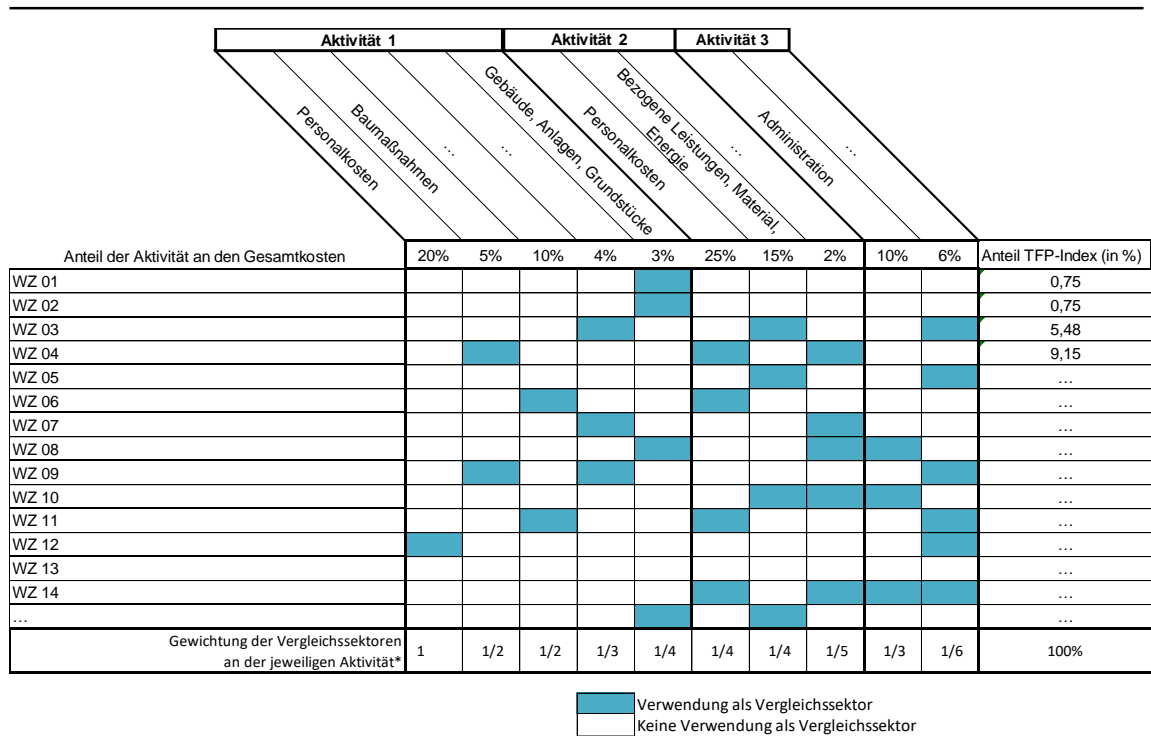 Aktivität 1 Aktivität 2 Aktivität 3
Personalkosten
Baumaßnahmen
...
...
Gebäude, Anlagen, Grundstücke
Personalkosten
Bezogene Leistungen, Material,
Energie
...
Administration
...
Anteil der Aktivität an den Gesamtkosten 20% 5% 10% 4% 3% 25% 15% 2% 10% 6% Anteil TFP-Index (in %)
WZ 01 0,75
WZ 02 0,75
WZ 03 5,48
WZ 04 9,15
WZ 05 ...
WZ 06 ...
WZ 07 ...
WZ 08 ...
WZ 09 ...
WZ 10 ...
WZ 11 ...
WZ 12 ...
WZ 13 ...
WZ 14 ...
... ...
Gewichtung der Vergleichssektoren
an der jeweiligen Aktivität* 1 1/2 1/2 1/3 1/4 1/4 1/4 1/5 1/3 1/6 100%
Verwendung als Vergleichssektor
Keine Verwendung als Vergleichssektor